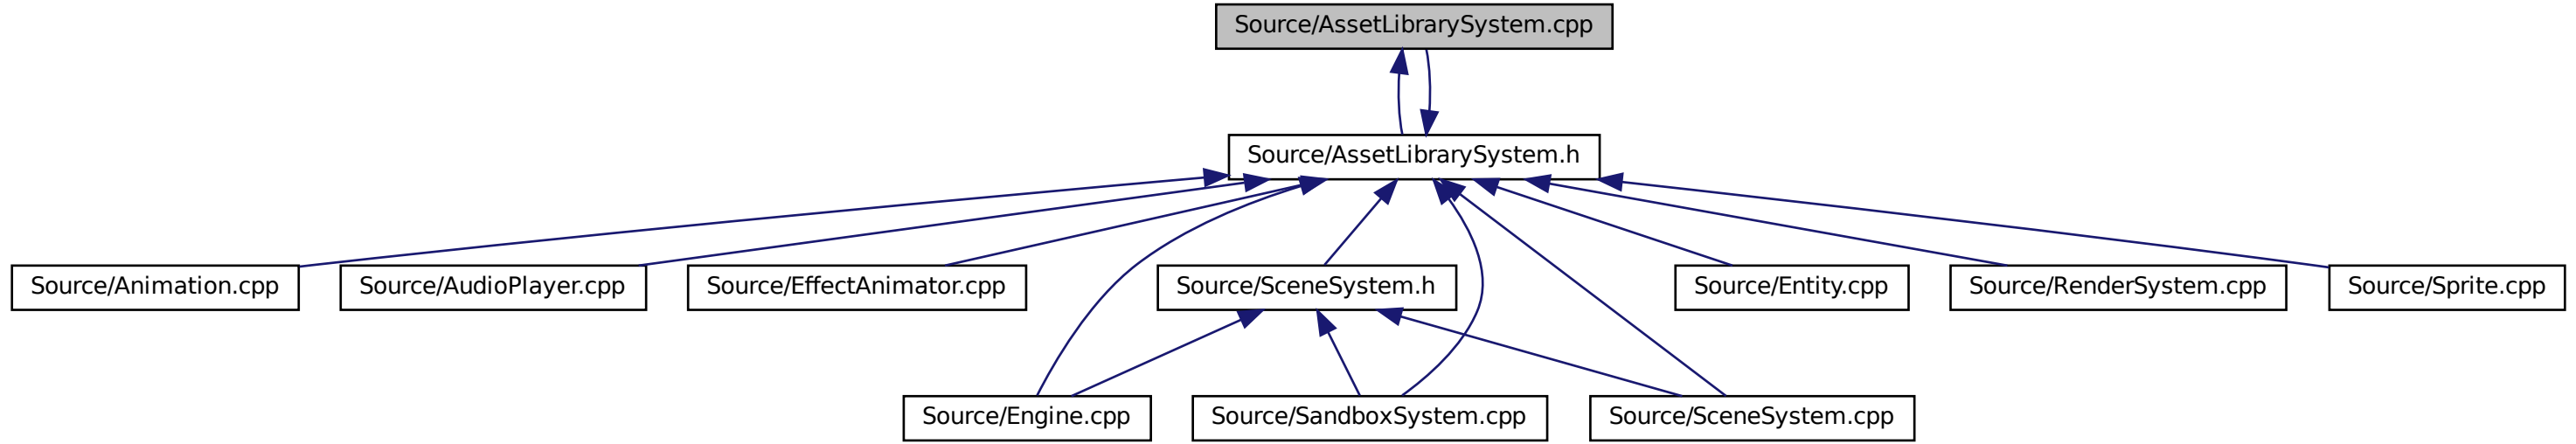 Source/AssetLibrarySystem.cpp
Source/AssetLibrarySystem.h
Source/Animation.cpp
Source/AudioPlayer.cpp
Source/EffectAnimator.cpp
Source/SceneSystem.h
Source/Entity.cpp
Source/RenderSystem.cpp
Source/Sprite.cpp
Source/Engine.cpp
Source/SandboxSystem.cpp
Source/SceneSystem.cpp